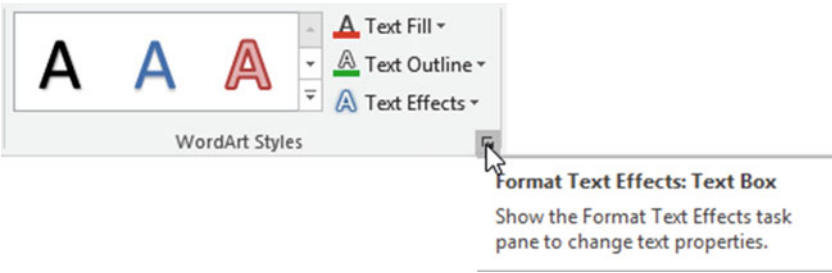 A A A
A Text Fill
A Text Outline
A Text Effects
WordArt Styles
Format Text Effects: Text Box
Show the Format Text Effects task
pane to change text properties.